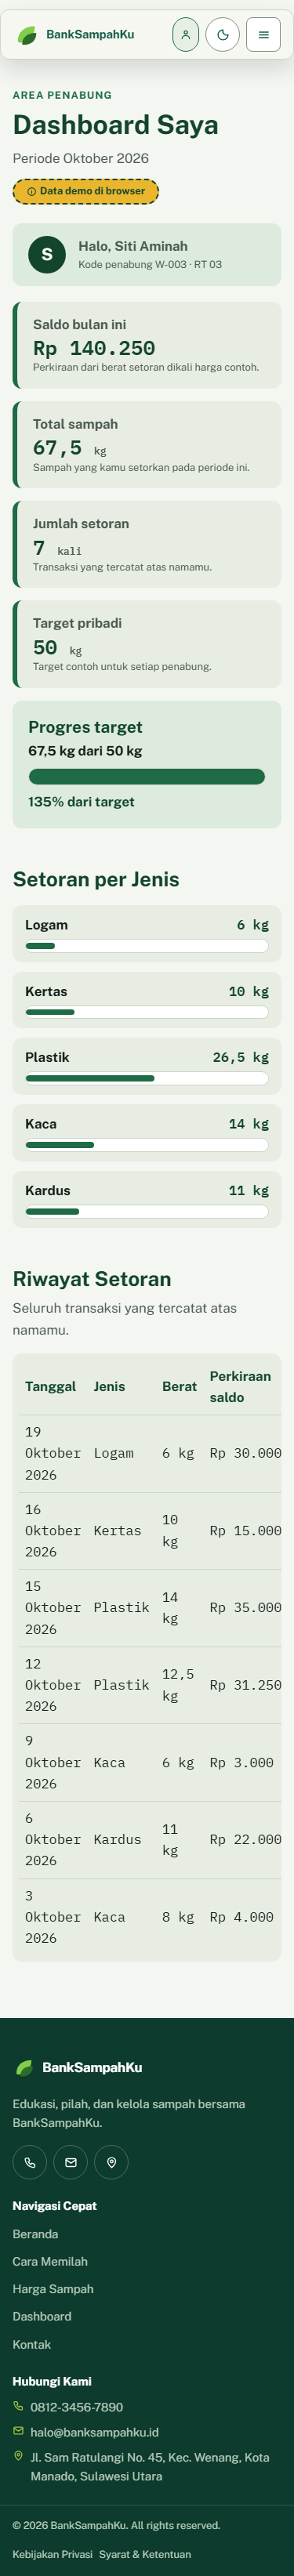 BankSampahKu
AREA PENABUNG
Dashboard Saya
Periode Oktober 2026
Data demo di browser
S
Halo, Siti Aminah
Kode penabung W-003 · RT 03
Saldo bulan ini
Rp 140.250
Perkiraan dari berat setoran dikali harga contoh.
Total sampah
67,5 kg
Sampah yang kamu setorkan pada periode ini.
Jumlah setoran
7 kali
Transaksi yang tercatat atas namamu.
Target pribadi
50 kg
Target contoh untuk setiap penabung.
Progres target
67,5 kg dari 50 kg
135% dari target
Setoran per Jenis
Logam 6 kg
Kertas 10 kg
Plastik 26,5 kg
Kaca 14 kg
Kardus 11 kg
Riwayat Setoran
Seluruh transaksi yang tercatat atas
namamu.
Tanggal Jenis Berat Perkiraan saldo
19 Oktober 2026 Logam 6 kg Rp 30.000
16 Oktober 2026 Kertas 10 kg Rp 15.000
15 Oktober 2026 Plastik 14 kg Rp 35.000
12 Oktober 2026 Plastik 12,5 kg Rp 31.250
9 Oktober 2026 Kaca 6 kg Rp 3.000
6 Oktober 2026 Kardus 11 kg Rp 22.000
3 Oktober 2026 Kaca 8 kg Rp 4.000
BankSampahKu
Edukasi, pilah, dan kelola sampah bersama
BankSampahKu.
Navigasi Cepat
Beranda
Cara Memilah
Harga Sampah
Dashboard
Kontak
Hubungi Kami
0812-3456-7890
halo@banksampahku.id
Jl. Sam Ratulangi No. 45, Kec. Wenang, Kota
Manado, Sulawesi Utara
© 2026 BankSampahKu. All rights reserved.
Kebijakan Privasi Syarat & Ketentuan